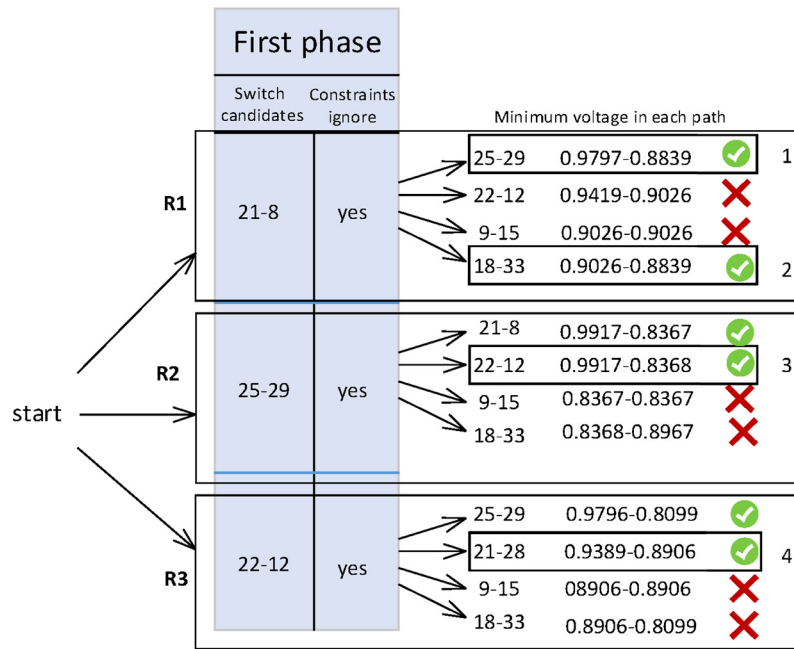 First phase
Switch candidates
Constraints ignore
Minimum voltage in each path
R1
21-8
yes
25-29 0.9797-0.8839 1
22-12 0.9419-0.9026
9-15 0.9026-0.9026
18-33 0.9026-0.8839 2
start
R2
25-29
yes
21-8 0.9917-0.8367
22-12 0.9917-0.8368 3
9-15 0.8367-0.8367
18-33 0.8368-0.8967
R3
22-12
yes
25-29 0.9796-0.8099
21-28 0.9389-0.8906 4
9-15 08906-0.8906
18-33 0.8906-0.8099